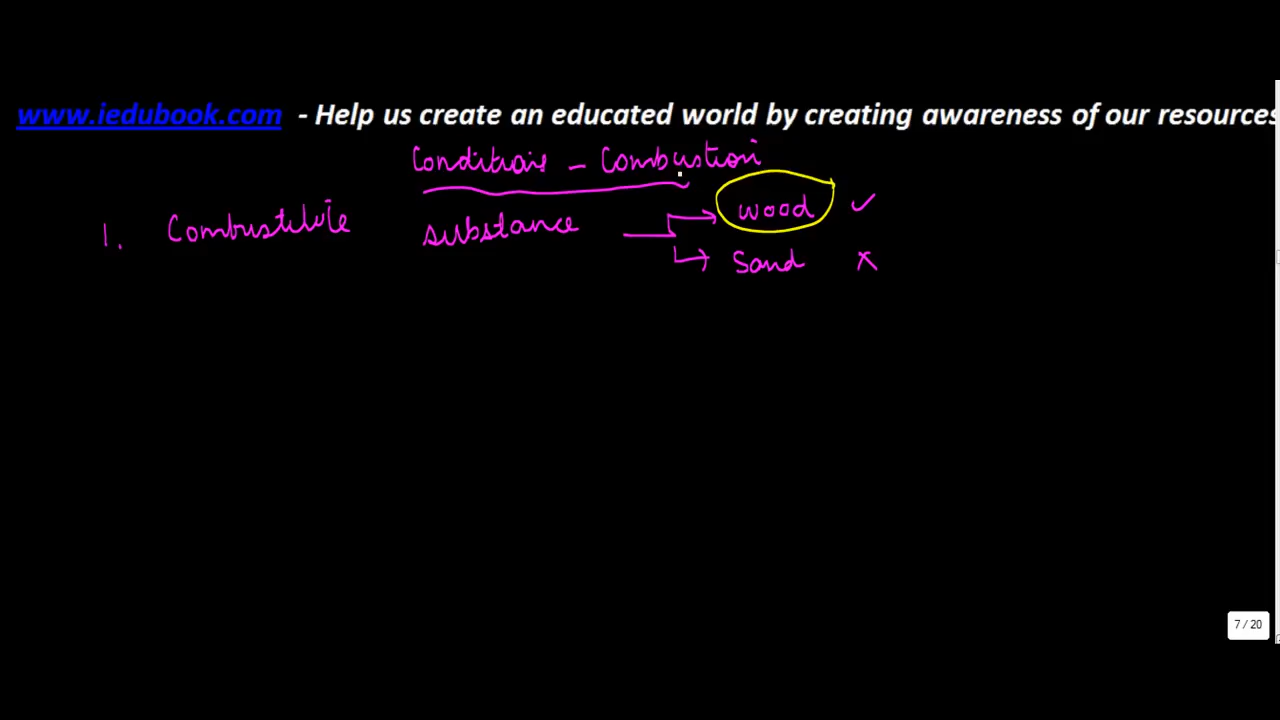 www.iedubook.com - Help us create an educated world by creating awareness of our resources
Conditions - Combustion
1. Combustible substance → wood ✓
→ Sand ✗
7 / 20